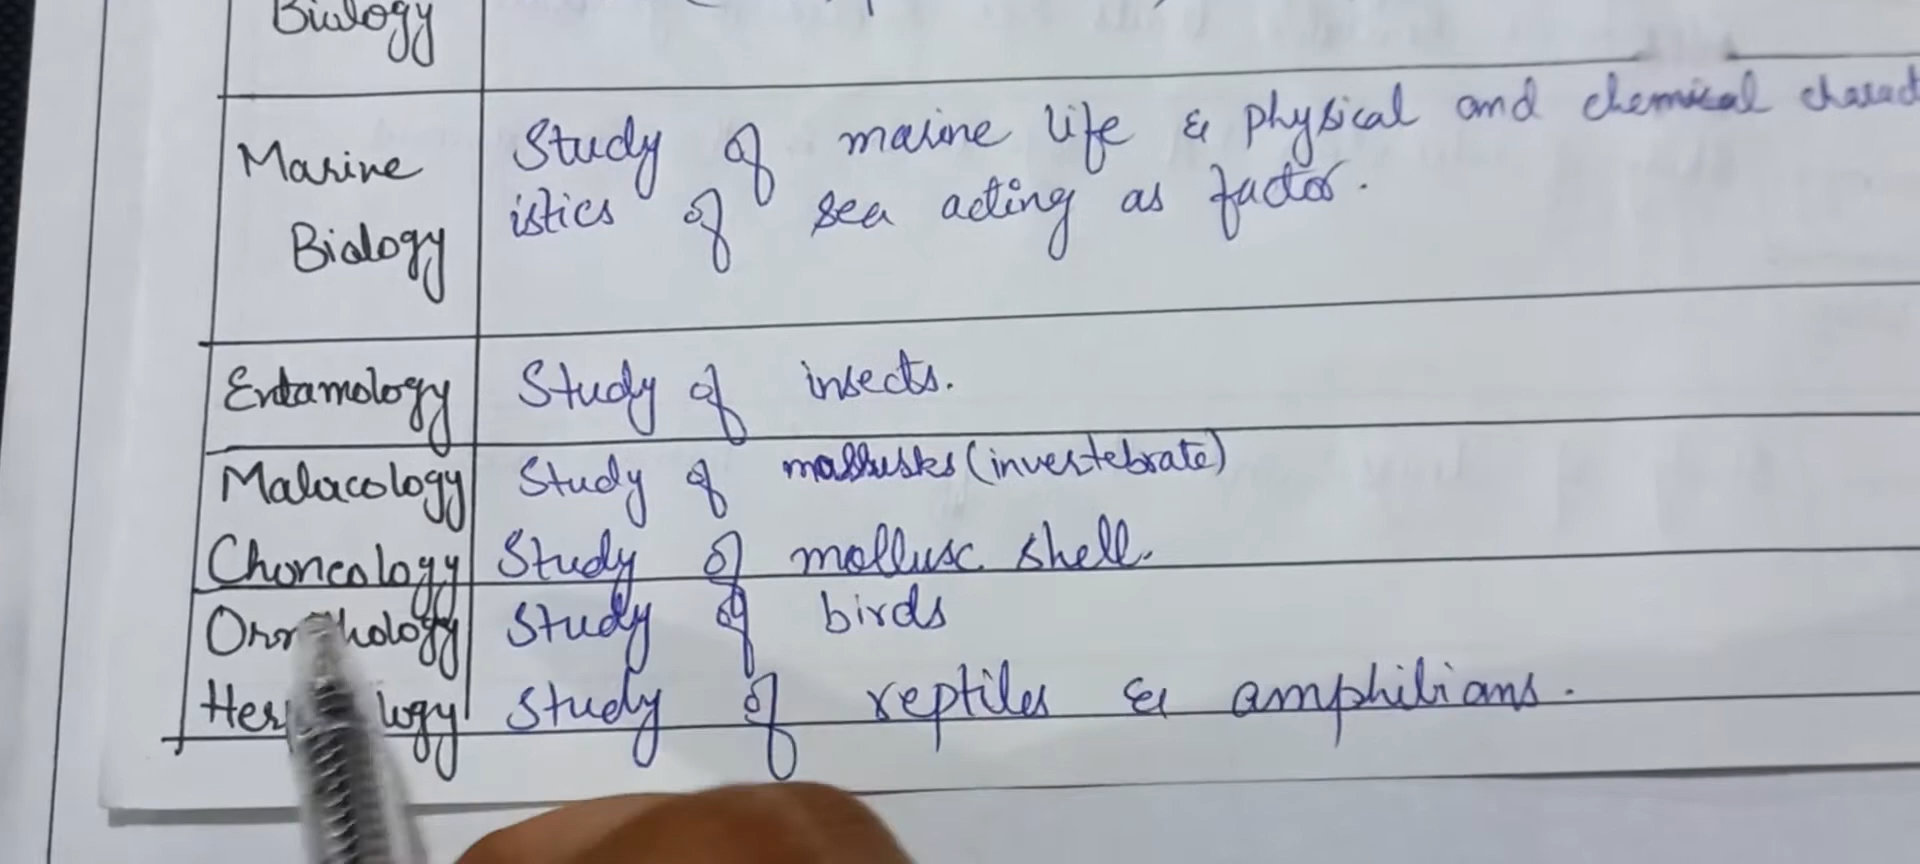 Biology
Marine Study of marine life & physical and chemical charact
Biology istics of sea acting as factor.
Entamology Study of insects.
Malacology Study of mollusks (invertebrate)
Choncology Study of mollusc shell.
study of birds
study of reptiles & amphibians.